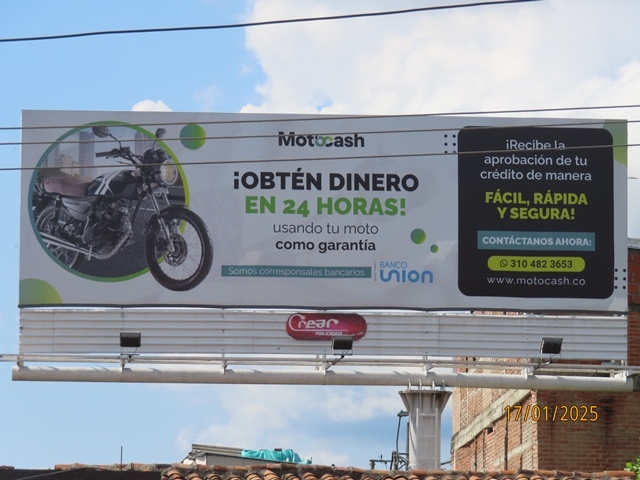 Motocash
¡OBTÉN DINERO
EN 24 HORAS!
usando tu moto
como garantía
Somos corresponsales bancarios
BANCO
union
¡Recibe la
aprobación de tu
crédito de manera
FÁCIL, RÁPIDA
Y SEGURA!
CONTÁCTANOS AHORA:
310 482 3653
www.motocash.co
Crear
PUBLICIDAD
17/01/2025